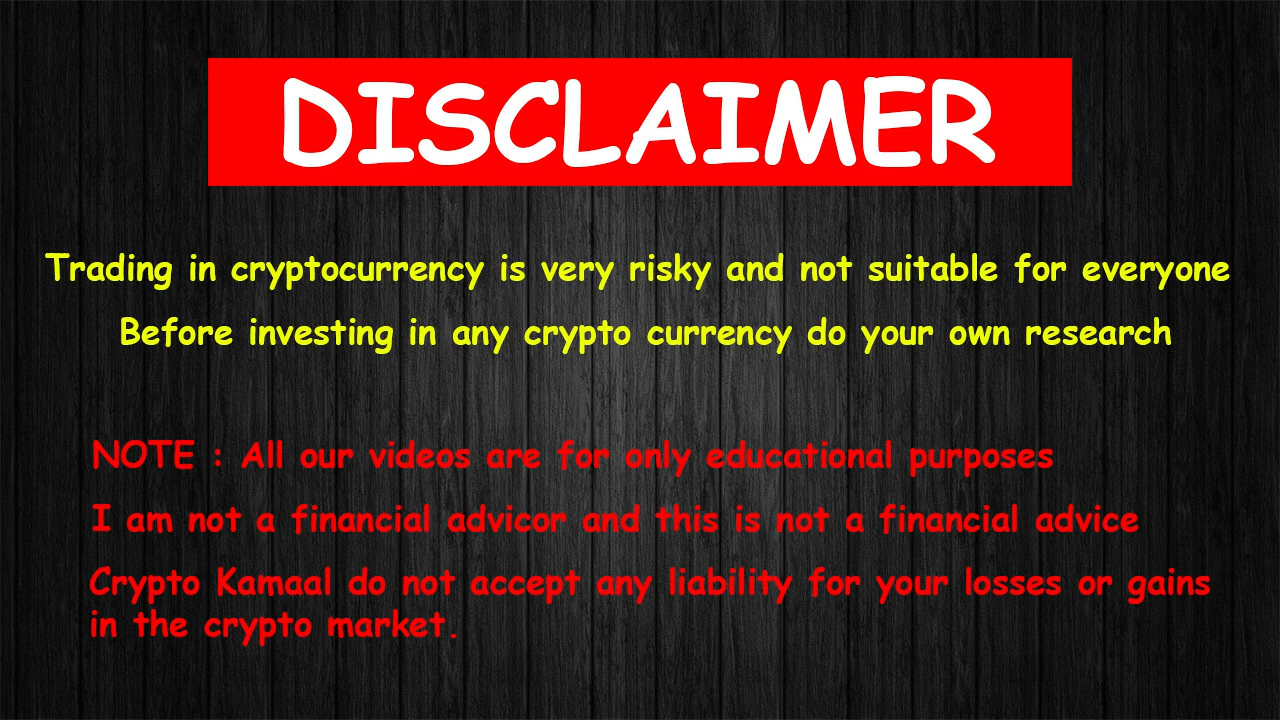 DISCLAIMER
Trading in cryptocurrency is very risky and not suitable for everyone
Before investing in any crypto currency do your own research
NOTE : All our videos are for only educational purposes
I am not a financial advicor and this is not a financial advice
Crypto Kamaal do not accept any liability for your losses or gains
in the crypto market.